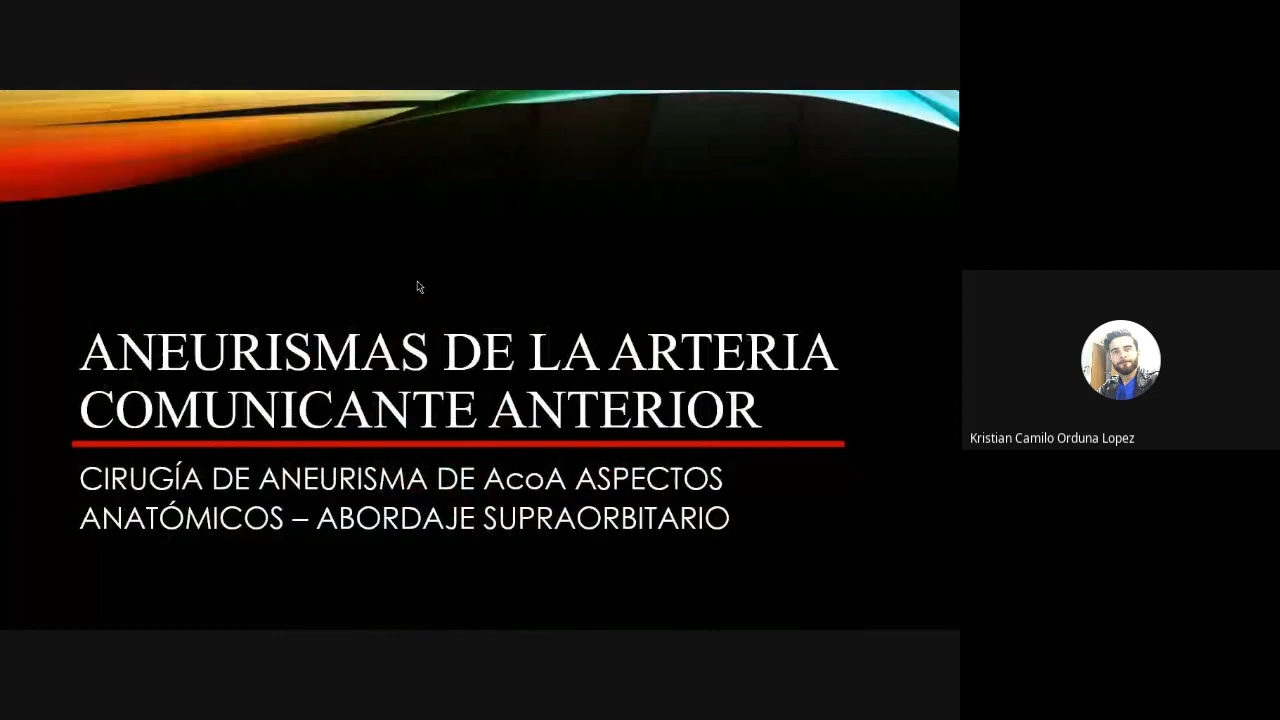 ANEURISMAS DE LA ARTERIA
COMUNICANTE ANTERIOR
CIRUGÍA DE ANEURISMA DE AcoA ASPECTOS
ANATÓMICOS – ABORDAJE SUPRAORBITARIO
Kristian Camilo Orduna Lopez